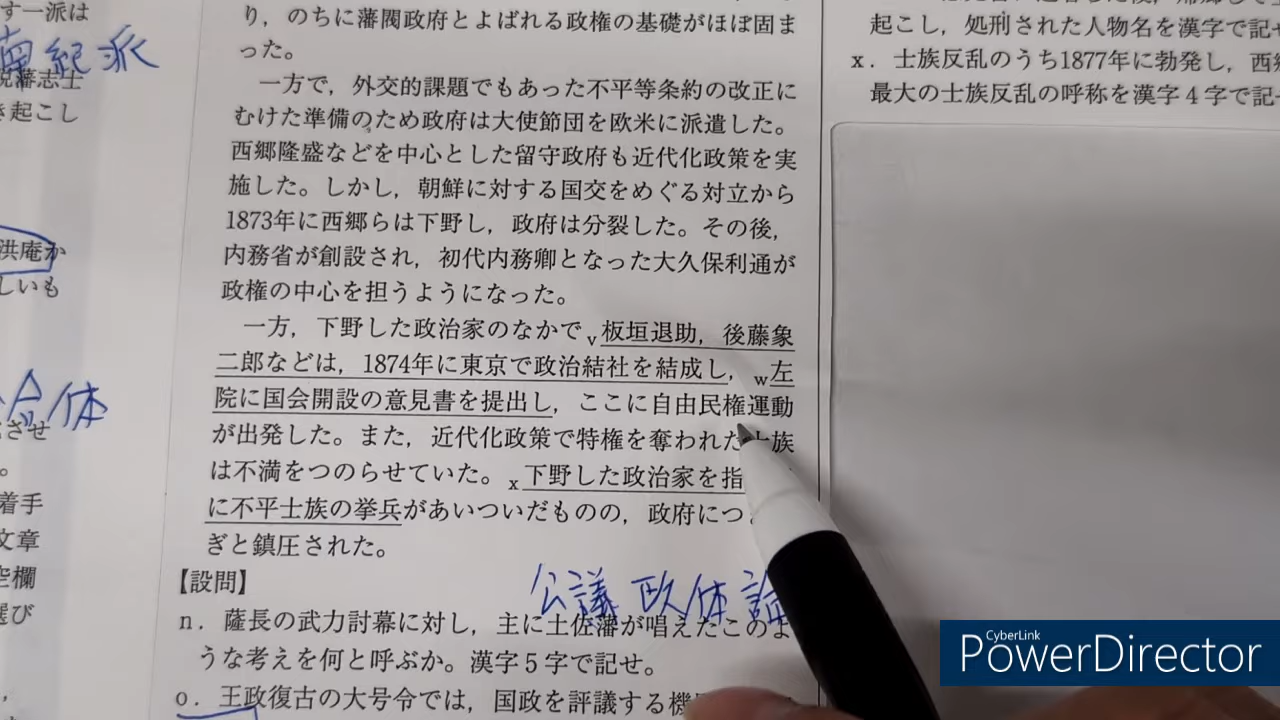 す一派は
南紀派
説藩志士
き起こし
洪庵か
しいも
合体
させ
。
着手
文章
空欄
選び
り，のちに藩閥政府とよばれる政権の基礎がほぼ固ま
った。
一方で，外交的課題でもあった不平等条約の改正に
むけた準備のため政府は大使節団を欧米に派遣した。
西郷隆盛などを中心とした留守政府も近代化政策を実
施した。しかし，朝鮮に対する国交をめぐる対立から
1873年に西郷らは下野し，政府は分裂した。その後，
内務省が創設され，初代内務卿となった大久保利通が
政権の中心を担うようになった。
一方，下野した政治家のなかでv板垣退助，後藤象
二郎などは，1874年に東京で政治結社を結成し，w左
院に国会開設の意見書を提出し，ここに自由民権運動
が出発した。また，近代化政策で特権を奪われた士族
は不満をつのらせていた。x下野した政治家を指
に不平士族の挙兵があいついだものの，政府につ
ぎと鎮圧された。
【設問】
公議政体論
n．薩長の武力討幕に対し，主に土佐藩が唱えたこのよ
うな考えを何と呼ぶか。漢字5字で記せ。
o．王政復古の大号令では，国政を評議する機
起こし，処刑された人物名を漢字で記せ
x．士族反乱のうち1877年に勃発し，西郷
最大の士族反乱の呼称を漢字4字で記せ
CyberLink
PowerDirector